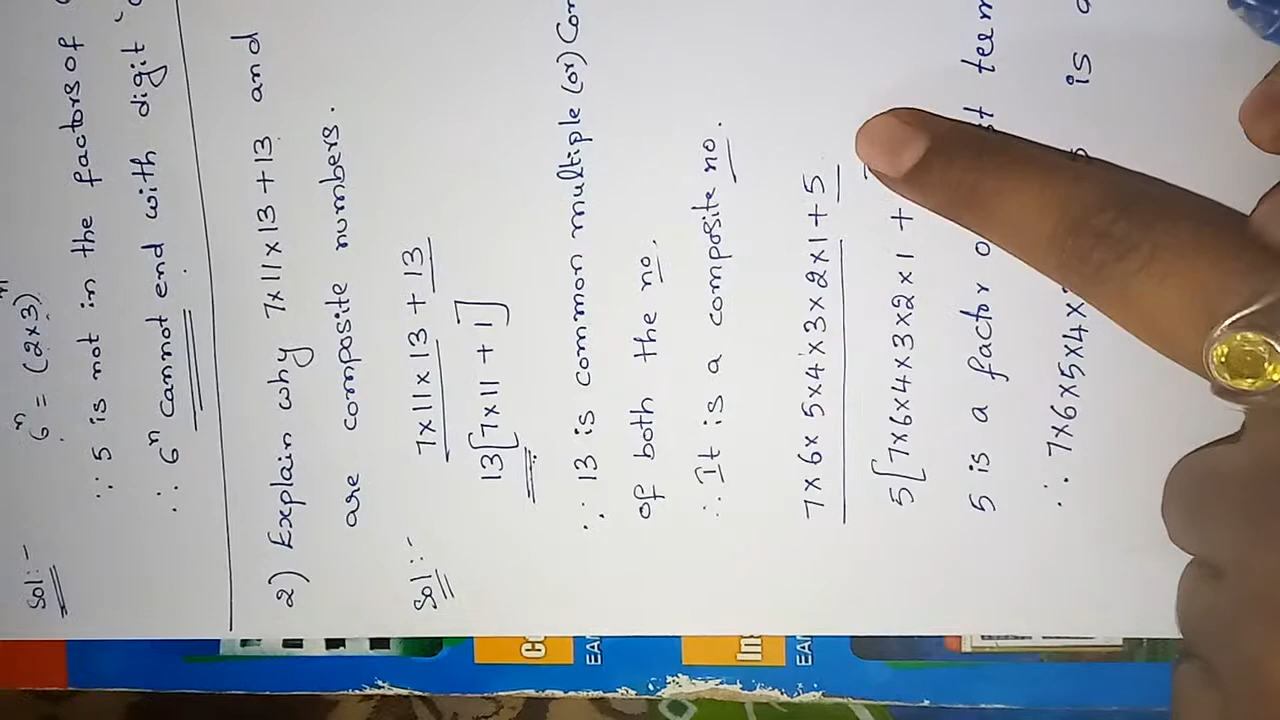 Sol:-
6ⁿ = (2×3)ⁿ
∵ 5 is not in the factors of
∴ 6ⁿ cannot end with digit
2) Explain why 7×11×13+13 and
are composite numbers.
Sol:-
7×11×13+13
13[7×11+1]
∵ 13 is common multiple (or)
of both the no.
∴ It is a composite no.
7×6×5×4×3×2×1+5
5[7×6×4×3×2×1+
5 is a factor
∴ 7×6×5×4× is